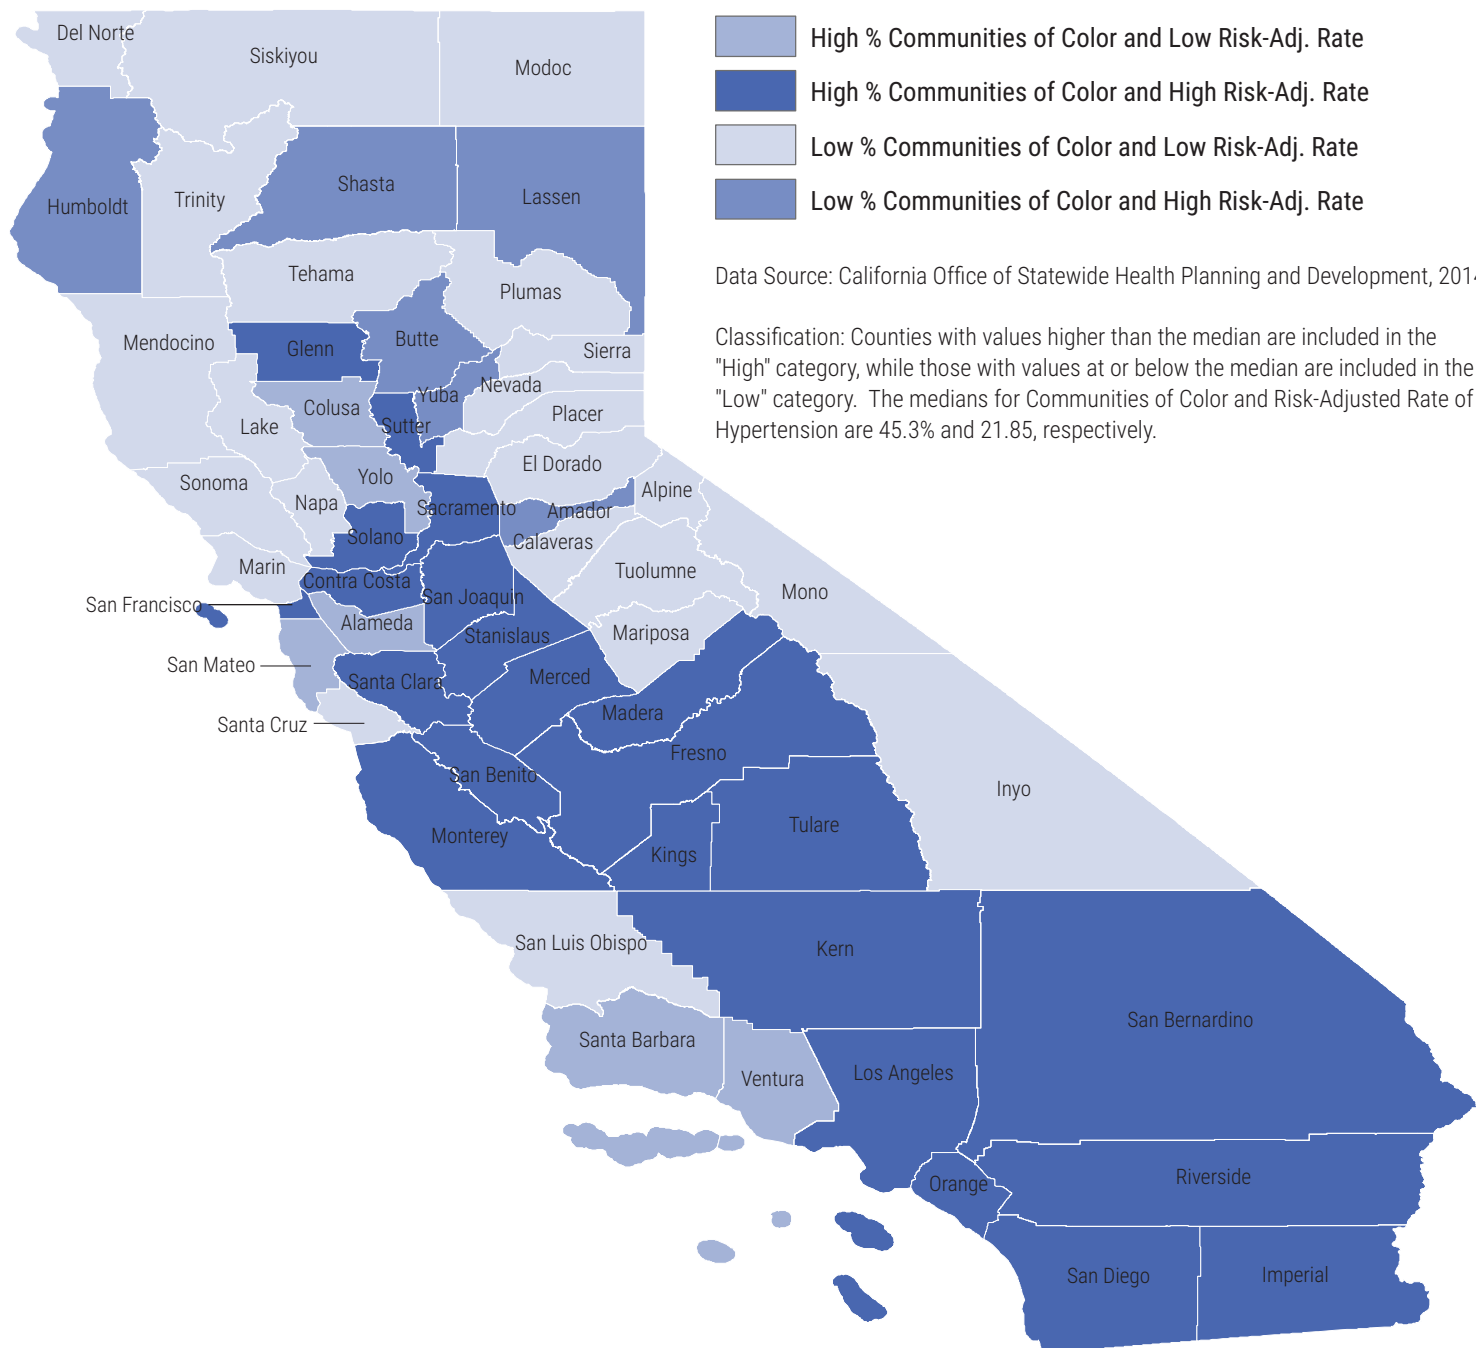 High % Communities of Color and Low Risk-Adj. Rate
High % Communities of Color and High Risk-Adj. Rate
Low % Communities of Color and Low Risk-Adj. Rate
Low % Communities of Color and High Risk-Adj. Rate
Data Source: California Office of Statewide Health Planning and Development, 2014
Classification: Counties with values higher than the median are included in the
"High" category, while those with values at or below the median are included in the
"Low" category. The medians for Communities of Color and Risk-Adjusted Rate of
Hypertension are 45.3% and 21.85, respectively.
Del Norte
Siskiyou
Modoc
Humboldt
Trinity
Shasta
Lassen
Tehama
Plumas
Mendocino
Glenn
Butte
Sierra
Colusa
Yuba
Nevada
Lake
Sutter
Placer
Sonoma
Napa
Yolo
El Dorado
Alpine
Sacramento
Amador
Solano
Calaveras
Marin
Contra Costa
Tuolumne
San Francisco
San Joaquin
Mono
Alameda
Stanislaus
Mariposa
San Mateo
Santa Clara
Merced
Santa Cruz
Madera
Fresno
San Benito
Inyo
Monterey
Kings
Tulare
San Luis Obispo
Kern
San Bernardino
Santa Barbara
Ventura
Los Angeles
Orange
Riverside
San Diego
Imperial